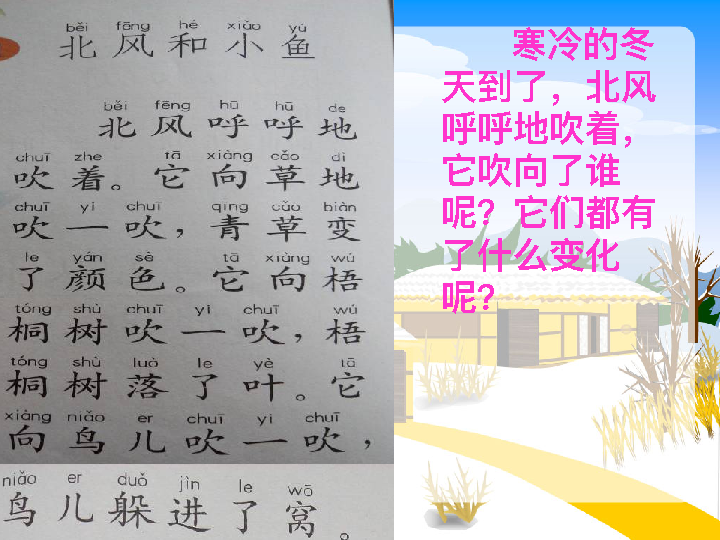 běi fēng hé xiǎo yú
北风和小鱼
běi fēng hū hū de
北风呼呼地
chuī zhe tā xiàng cǎo dì
吹着。它向草地
chuī yi chuī qīng cǎo biàn
吹一吹，青草变
le yán sè tā xiàng wú
了颜色。它向梧
tóng shù chuī yi chuī wú
桐树吹一吹，梧
tóng shù luò le yè tā
桐树落了叶。它
xiàng niǎo er chuī yi chuī
向鸟儿吹一吹，
niǎo er duǒ jìn le wō
鸟儿躲进了窝。
寒冷的冬
天到了，北风
呼呼地吹着，
它吹向了谁
呢？它们都有
了什么变化
呢？